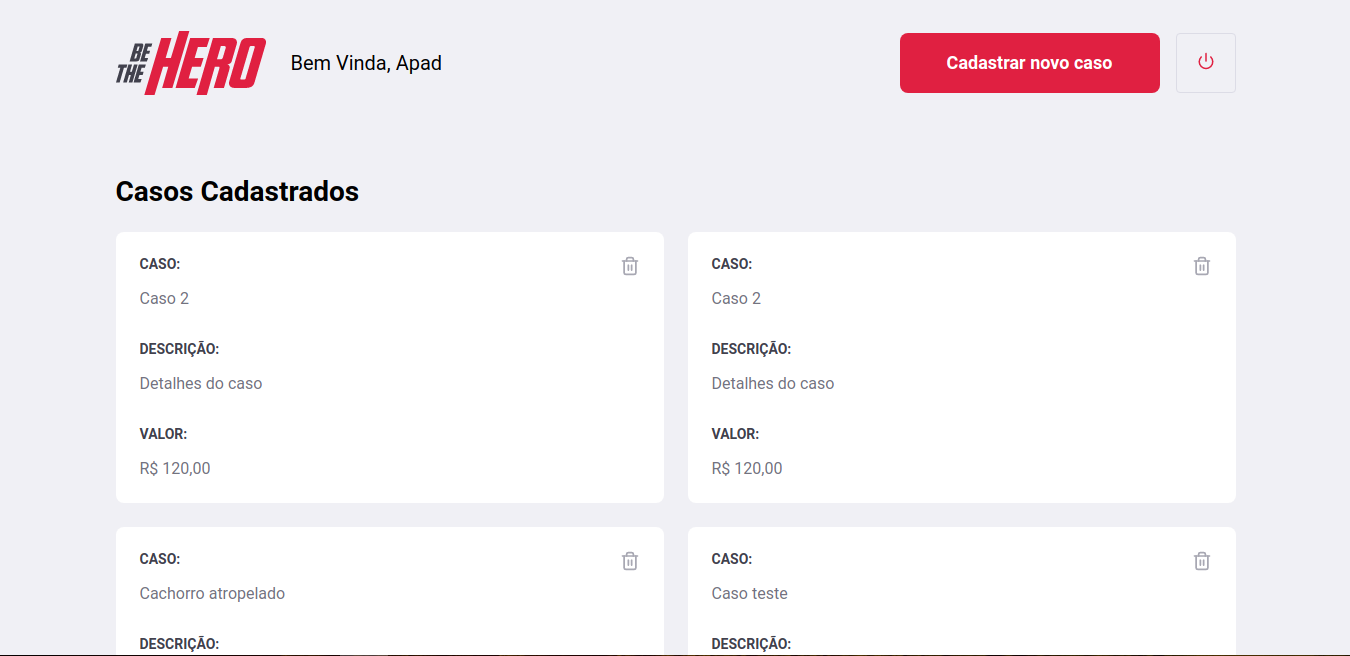 BE THE HERO
Bem Vinda, Apad
Cadastrar novo caso
Casos Cadastrados
CASO:
Caso 2
DESCRIÇÃO:
Detalhes do caso
VALOR:
R$ 120,00
CASO:
Caso 2
DESCRIÇÃO:
Detalhes do caso
VALOR:
R$ 120,00
CASO:
Cachorro atropelado
DESCRIÇÃO:
CASO:
Caso teste
DESCRIÇÃO: